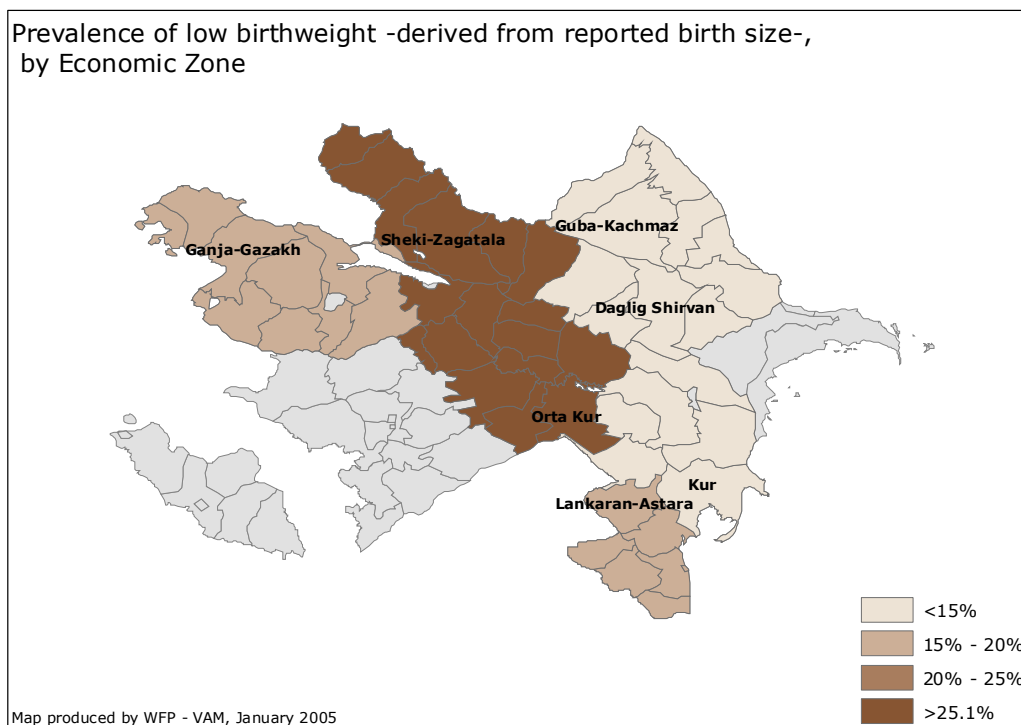 Prevalence of low birthweight -derived from reported birth size-,
by Economic Zone
Guba-Kachmaz
Sheki-Zagatala
Ganja-Gazakh
Daglig Shirvan
Orta Kur
Kur
Lankaran-Astara
<15%
15% - 20%
20% - 25%
>25.1%
Map produced by WFP - VAM, January 2005